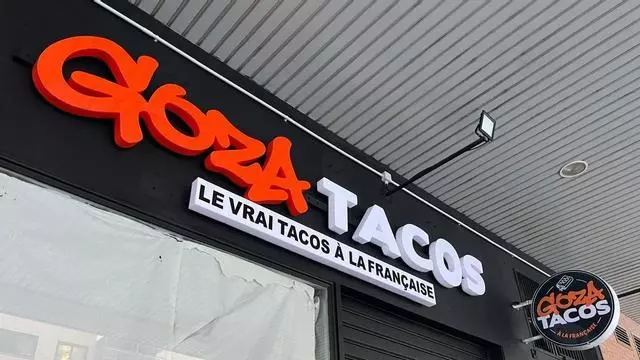 GOZA TACOS
LE VRAI TACOS À LA FRANÇAISE
GOZA
TACOS
À LA FRANÇAISE